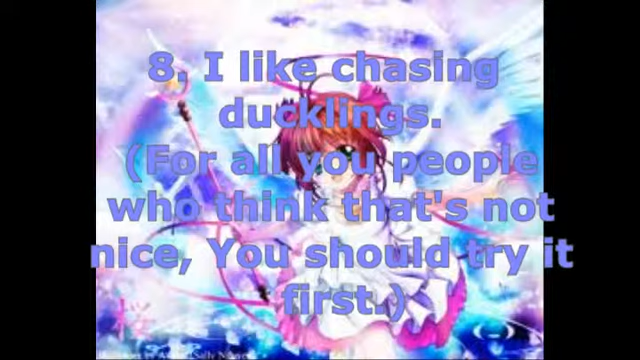 8. I like chasing
ducklings.
(For all you people
who think that's not
nice, You should try it
first.)